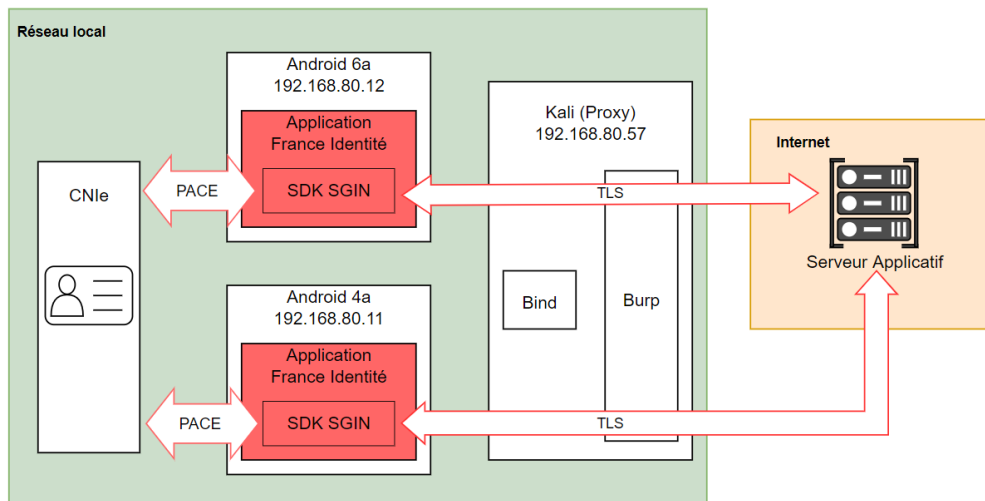 Réseau local
Android 6a
192.168.80.12
Application
France Identité
SDK SGIN
Kali (Proxy)
192.168.80.57
Internet
CNIe
PACE
TLS
Serveur Applicatif
Android 4a
192.168.80.11
Bind
Burp
Application
France Identité
SDK SGIN
PACE
TLS